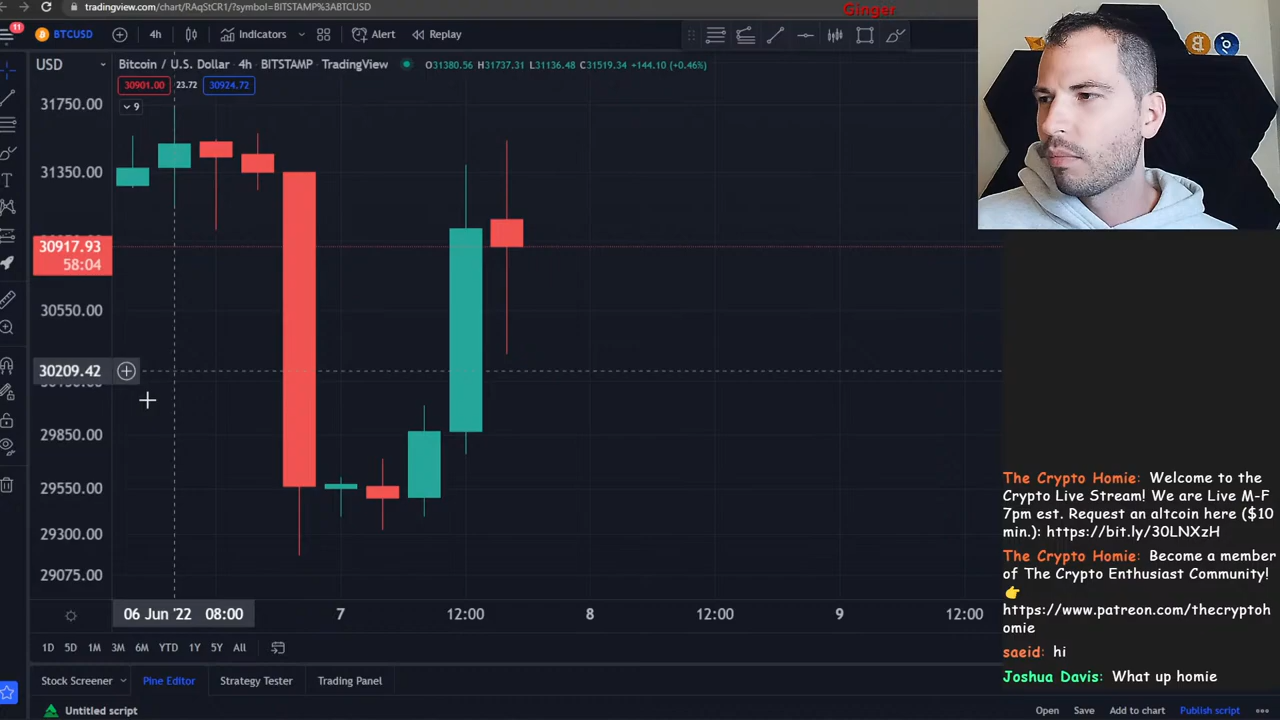 tradingview.com/chart/RAqStCR1/?symbol=BITSTAMP%3ABTCUSD
Ginger
11
BTCUSD 4h Indicators Alert Replay
USD
Bitcoin / U.S. Dollar · 4h · BITSTAMP · TradingView O31380.56 H31737.31 L31136.48 C31519.34 +144.10 (+0.46%)
30901.00 23.72 30924.72
9
31750.00
31350.00
30917.93
58:04
30550.00
30209.42
29850.00
29550.00
29300.00
29075.00
06 Jun '22 08:00 7 12:00 8 12:00 9 12:00
1D 5D 1M 3M 6M YTD 1Y 5Y All
Stock Screener Pine Editor Strategy Tester Trading Panel
Untitled script Open Save Add to chart Publish script
The Crypto Homie: Welcome to the
Crypto Live Stream! We are Live M-F
7pm est. Request an altcoin here ($10
min.): https://bit.ly/30LNXzH
The Crypto Homie: Become a member
of The Crypto Enthusiast Community!
👉
https://www.patreon.com/thecryptoh
omie
saeid: hi
Joshua Davis: What up homie